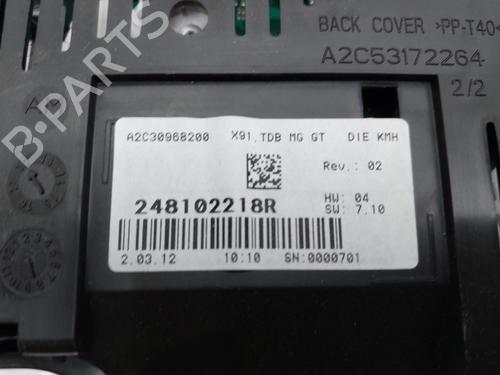 BACK COVER >PP-T40<
A2C53172264
2/2
A2C30968200 X91,TDB MG GT DIE KMH
Rev.: 02
248102218R
HW: 04
SW: 7.10
2.03.12 10:10 SN:0000701
B-PARTS